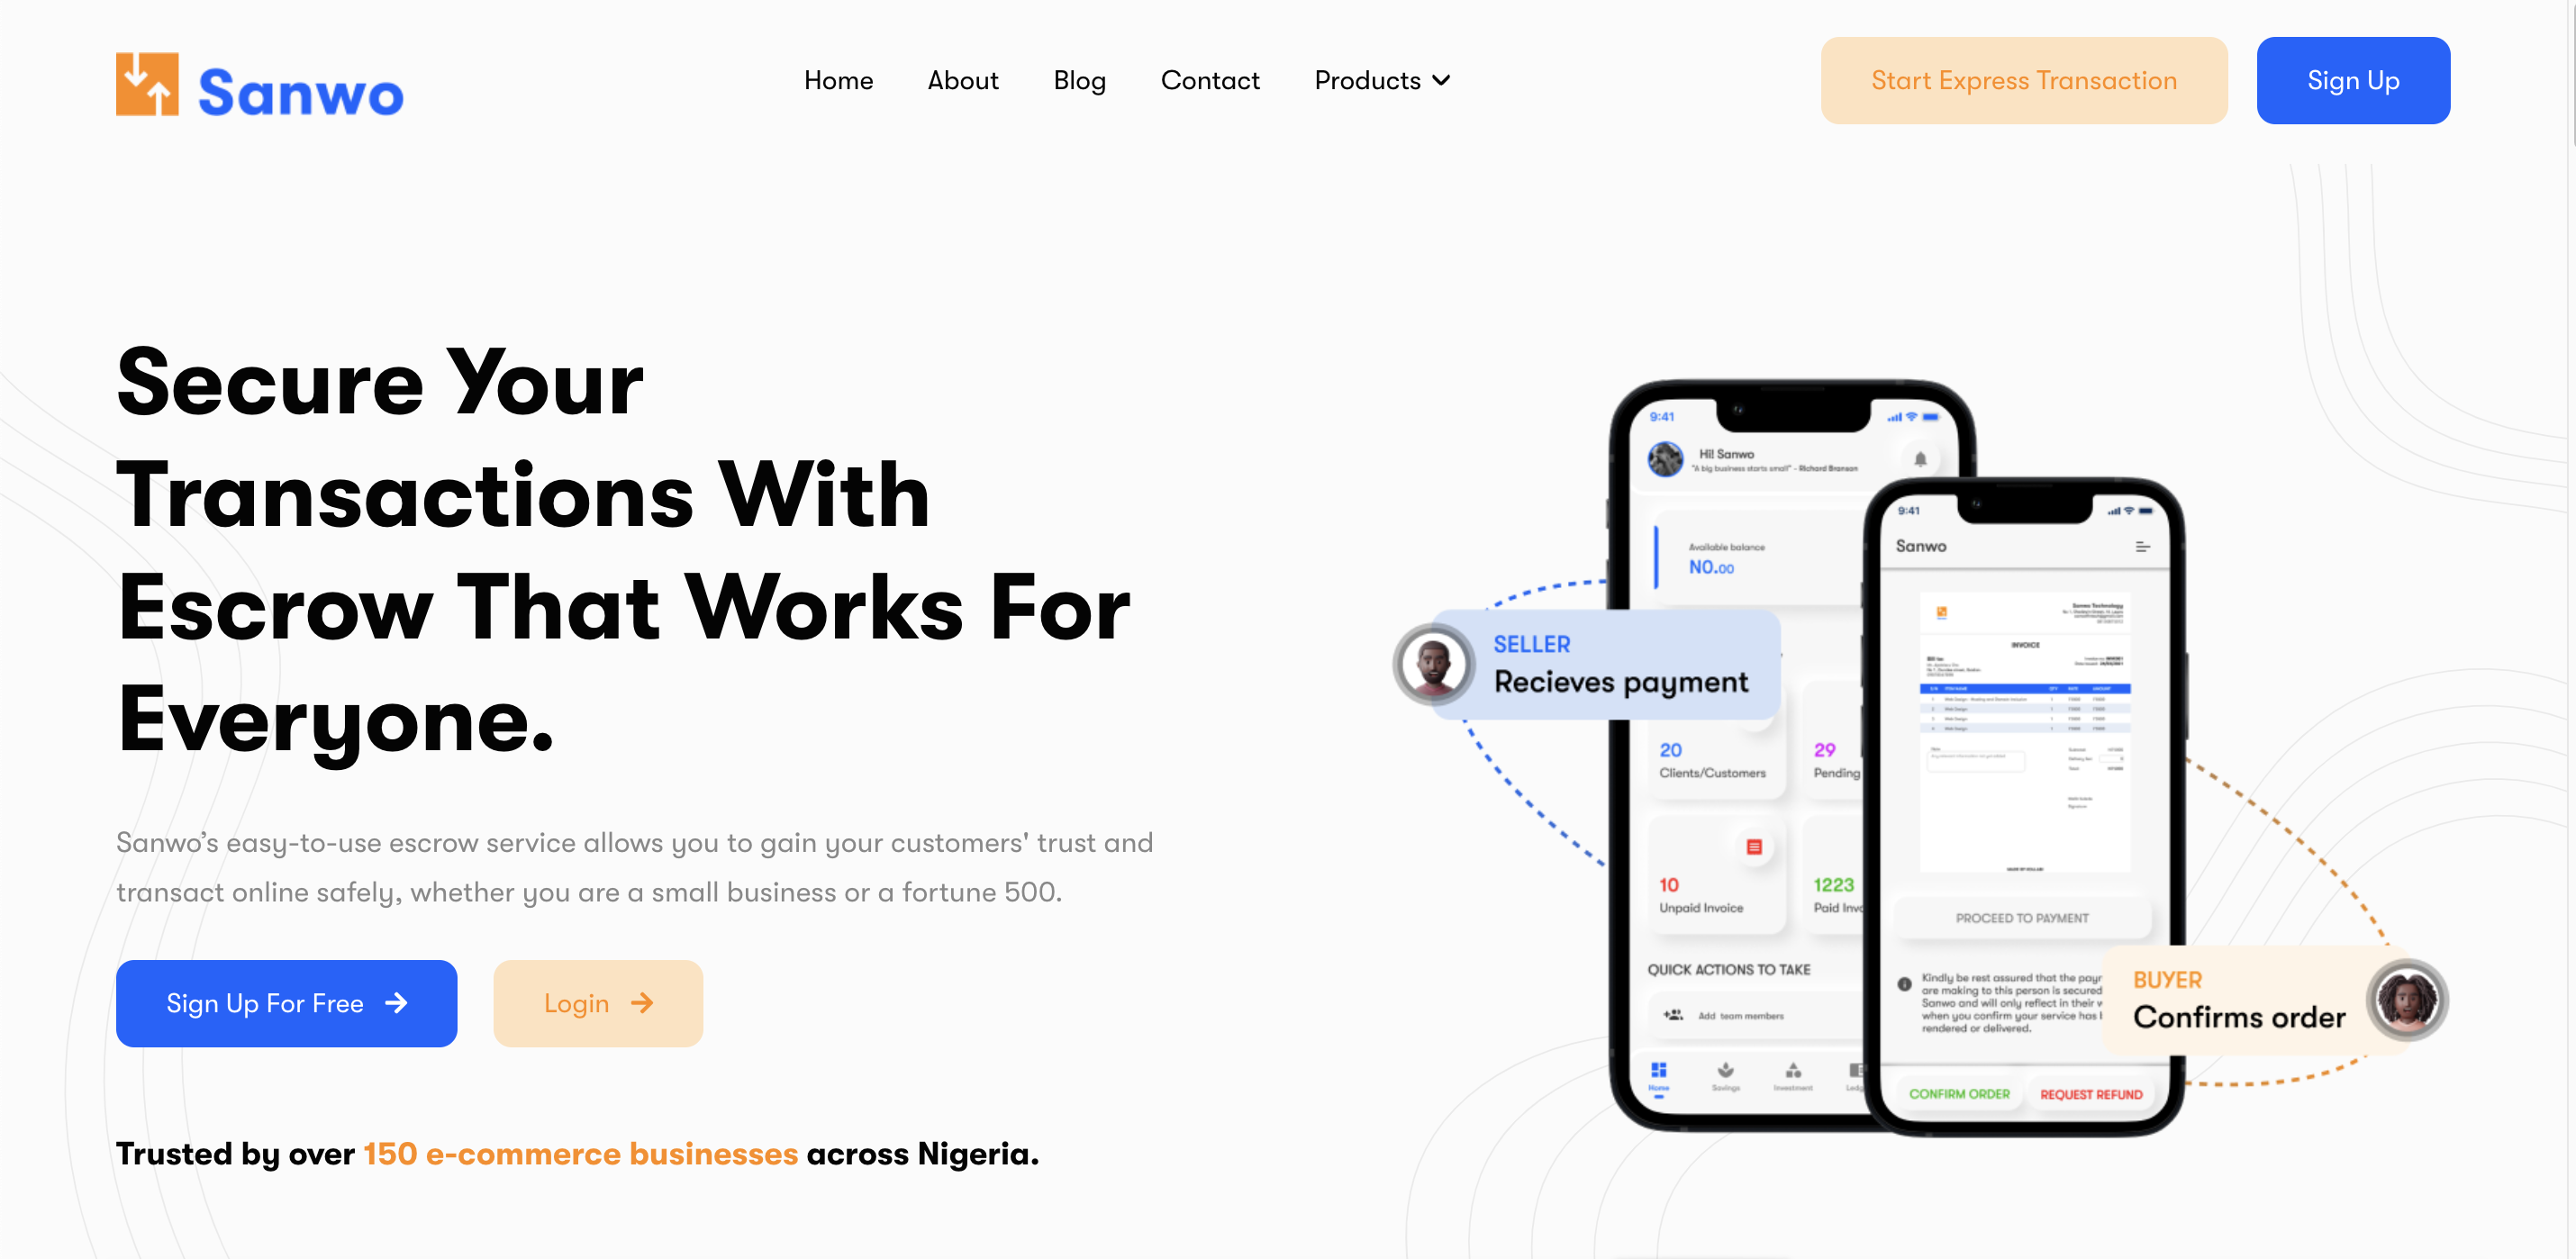 Sanwo
Home
About
Blog
Contact
Products
Start Express Transaction
Sign Up
Secure Your
Transactions With
Escrow That Works For
Everyone.
Sanwo’s easy-to-use escrow service allows you to gain your customers' trust and
transact online safely, whether you are a small business or a fortune 500.
Sign Up For Free
Login
Trusted by over 150 e-commerce businesses across Nigeria.
9:41
Hi! Sanwo
"A big business starts small" - Richard Branson
Available balance
N0.00
SELLER
Recieves payment
20
Clients/Customers
29
Pending
10
Unpaid Invoice
1223
Paid Invo
QUICK ACTIONS TO TAKE
Add team members
Home
Savings
Investment
Ledg
9:41
Sanwo
Sanwo Technology
INVOICE
PROCEED TO PAYMENT
Kindly be rest assured that the payr
are making to this person is secured
Sanwo and will only reflect in their w
when you confirm your service has b
rendered or delivered.
BUYER
Confirms order
CONFIRM ORDER
REQUEST REFUND